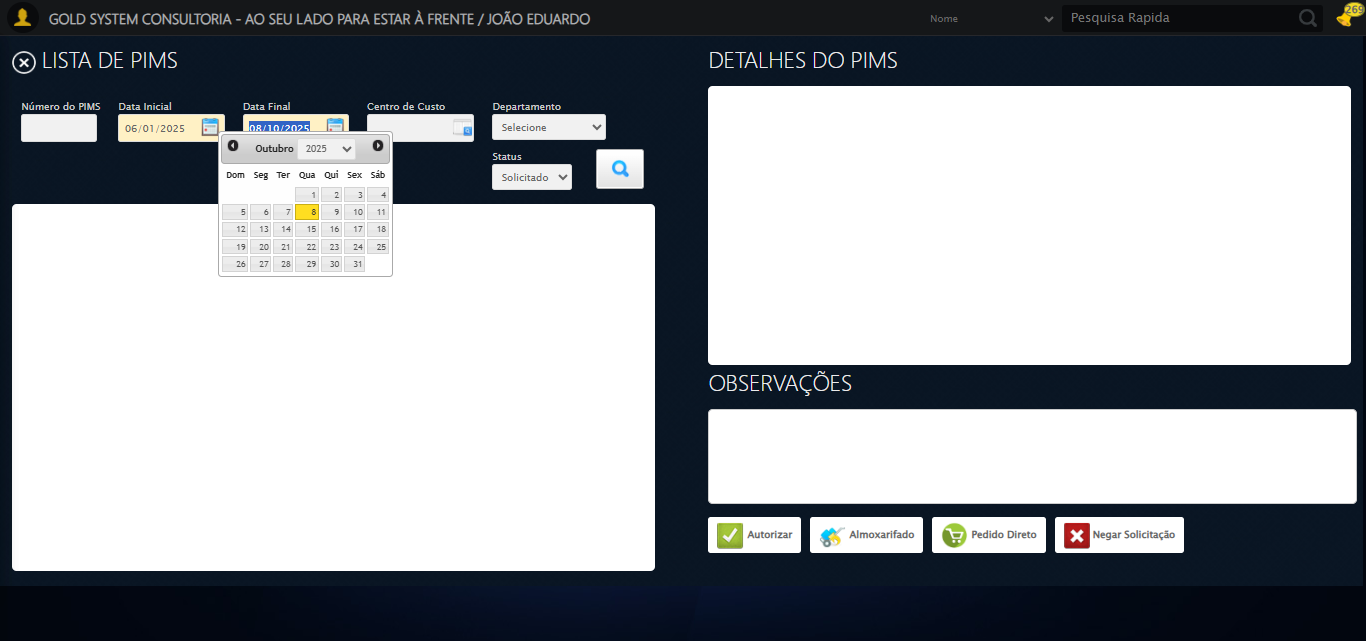 GOLD SYSTEM CONSULTORIA - AO SEU LADO PARA ESTAR À FRENTE / JOÃO EDUARDO
Nome
Pesquisa Rapida
269
LISTA DE PIMS
Número do PIMS
Data Inicial
06/01/2025
Data Final
08/10/2025
Centro de Custo
Departamento
Selecione
Status
Solicitado
Outubro 2025
Dom Seg Ter Qua Qui Sex Sáb
1 2 3 4
5 6 7 8 9 10 11
12 13 14 15 16 17 18
19 20 21 22 23 24 25
26 27 28 29 30 31
DETALHES DO PIMS
OBSERVAÇÕES
Autorizar
Almoxarifado
Pedido Direto
Negar Solicitação